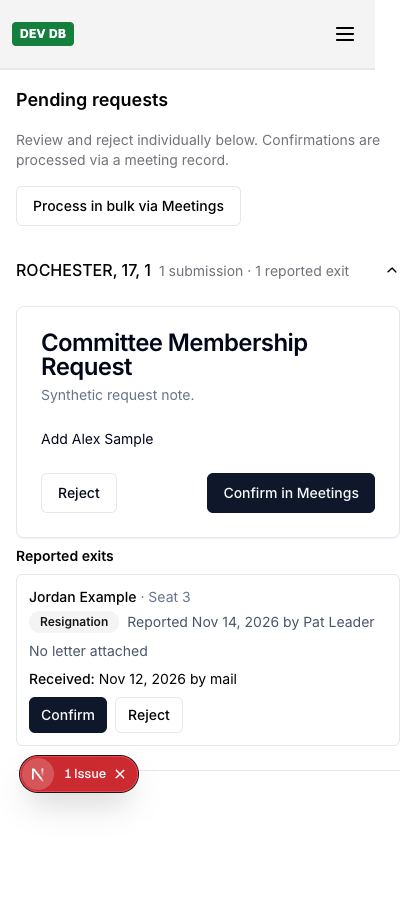 DEV DB
Pending requests
Review and reject individually below. Confirmations are
processed via a meeting record.
Process in bulk via Meetings
ROCHESTER, 17, 1 1 submission · 1 reported exit
Committee Membership
Request
Synthetic request note.
Add Alex Sample
Reject Confirm in Meetings
Reported exits
Jordan Example · Seat 3
Resignation Reported Nov 14, 2026 by Pat Leader
No letter attached
Received: Nov 12, 2026 by mail
Confirm Reject
N 1 Issue